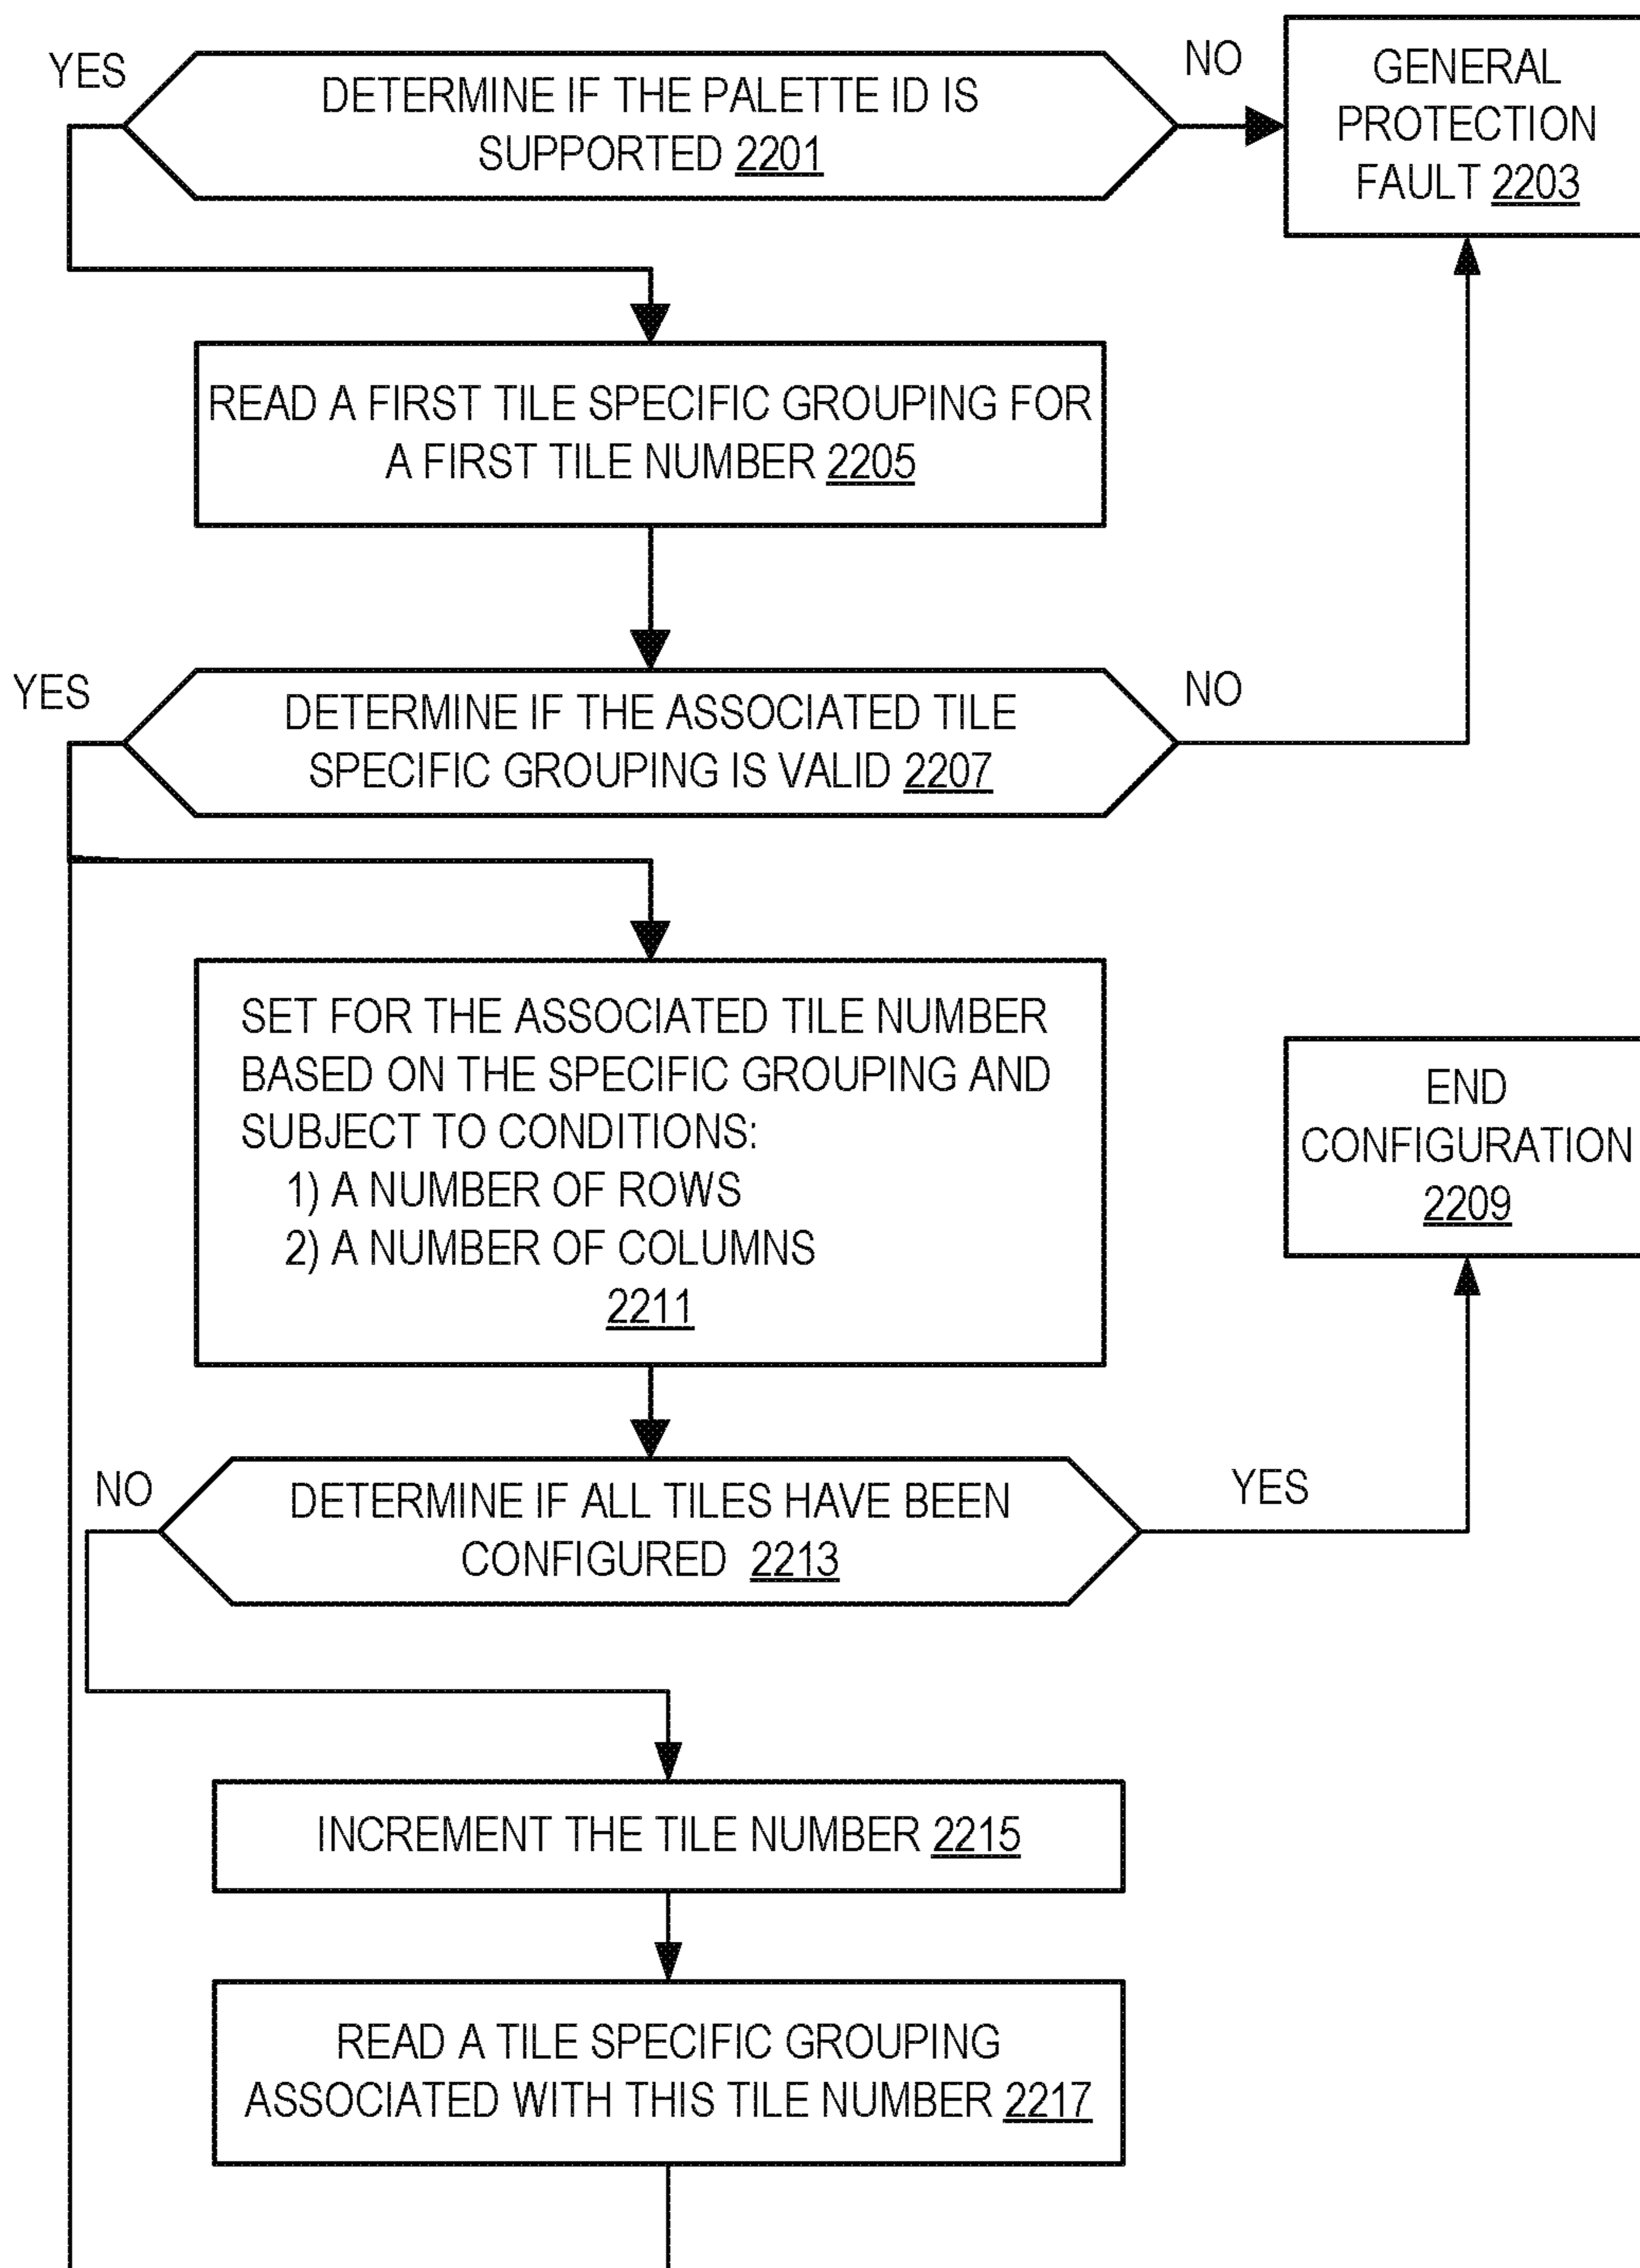 YES
DETERMINE IF THE PALETTE ID IS
SUPPORTED 2201
NO
GENERAL
PROTECTION
FAULT 2203
READ A FIRST TILE SPECIFIC GROUPING FOR
A FIRST TILE NUMBER 2205
YES
DETERMINE IF THE ASSOCIATED TILE
SPECIFIC GROUPING IS VALID 2207
NO
SET FOR THE ASSOCIATED TILE NUMBER
BASED ON THE SPECIFIC GROUPING AND
SUBJECT TO CONDITIONS:
1) A NUMBER OF ROWS
2) A NUMBER OF COLUMNS
2211
END
CONFIGURATION
2209
NO
DETERMINE IF ALL TILES HAVE BEEN
CONFIGURED 2213
YES
INCREMENT THE TILE NUMBER 2215
READ A TILE SPECIFIC GROUPING
ASSOCIATED WITH THIS TILE NUMBER 2217